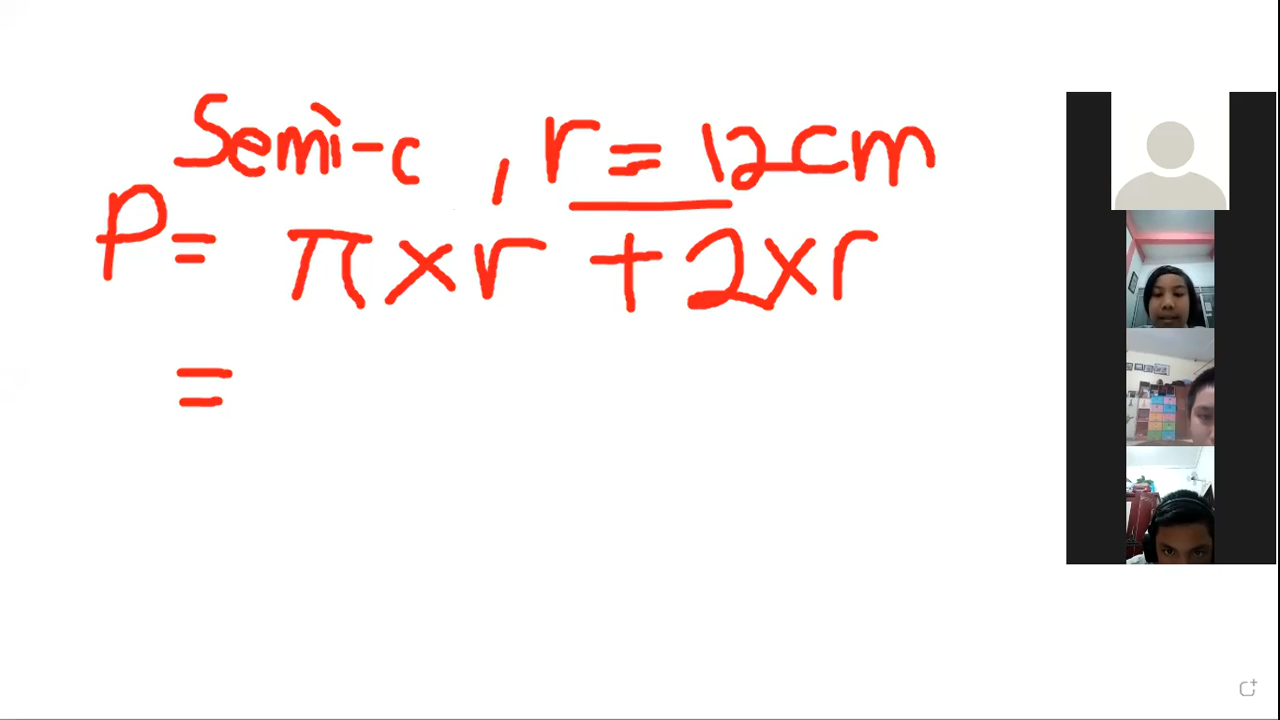 Semi-c , r = 12cm
P = π × r + 2 × r
=